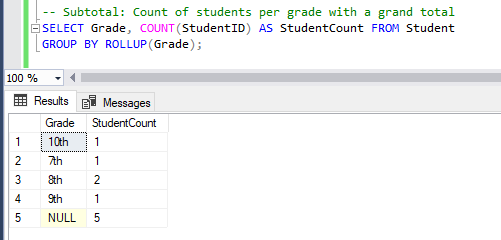 -- Subtotal: Count of students per grade with a grand total
SELECT Grade, COUNT(StudentID) AS StudentCount FROM Student
GROUP BY ROLLUP(Grade);
100 %
Results Messages
Grade StudentCount
1 10th 1
2 7th 1
3 8th 2
4 9th 1
5 NULL 5